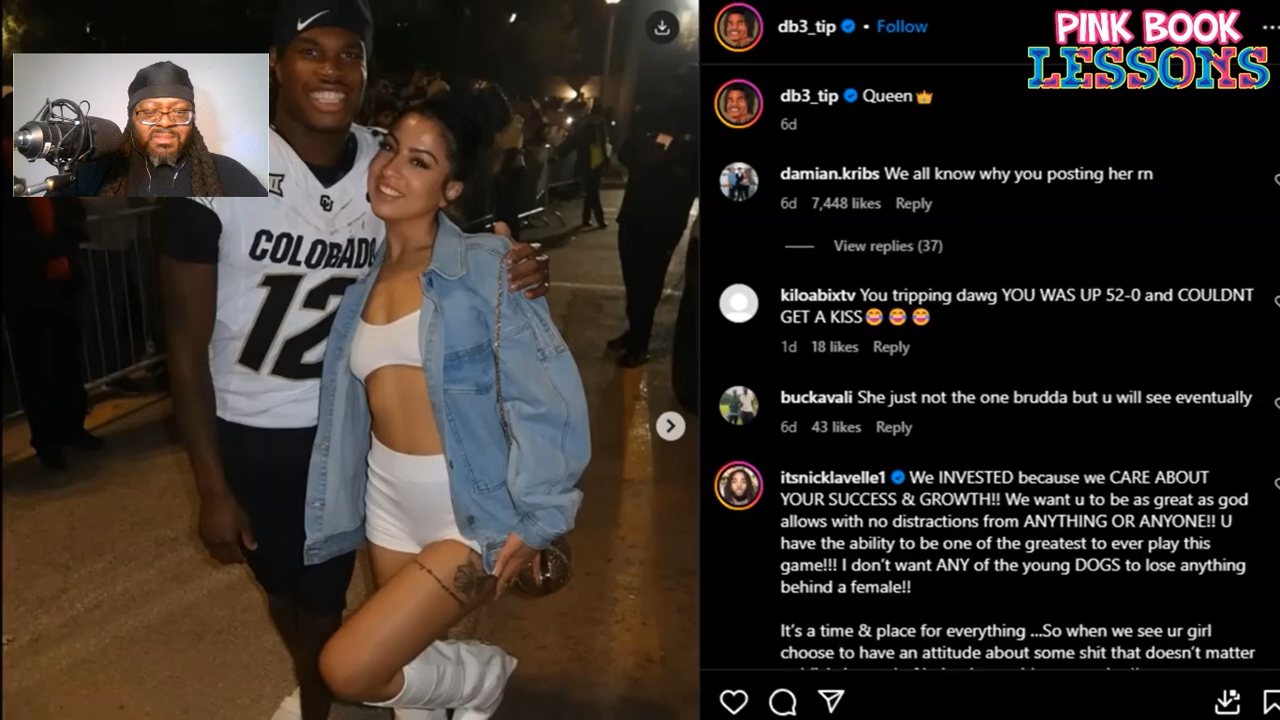 db3_tip • Follow
PINK BOOK
LESSONS
db3_tip Queen👑
6d
damian.kribs We all know why you posting her rn
6d 7,448 likes Reply
View replies (37)
kiloabixtv You tripping dawg YOU WAS UP 52-0 and COULDNT
GET A KISS😂 😂 😂
1d 18 likes Reply
buckavali She just not the one brudda but u will see eventually
6d 43 likes Reply
itsnicklavelle1 We INVESTED because we CARE ABOUT
YOUR SUCCESS & GROWTH!! We want u to be as great as god
allows with no distractions from ANYTHING OR ANYONE!! U
have the ability to be one of the greatest to ever play this
game!!! I don't want ANY of the young DOGS to lose anything
behind a female!!
It's a time & place for everything ...So when we see ur girl
choose to have an attitude about some shit that doesn't matter
CU
COLORADO
12